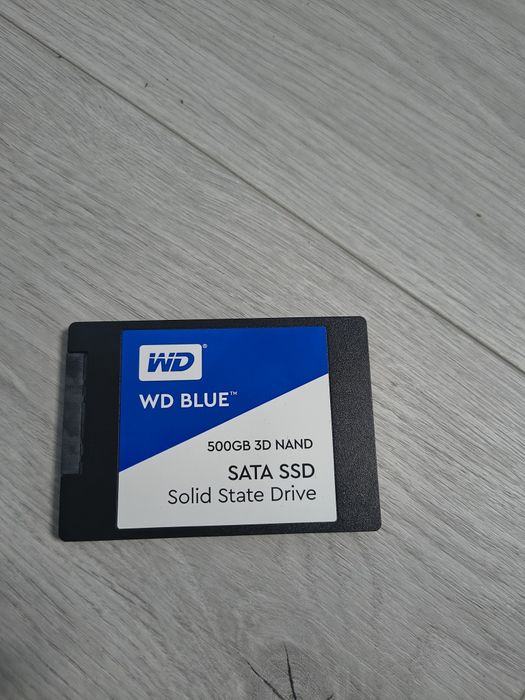 WD®
WD BLUE™
500GB 3D NAND
SATA SSD
Solid State Drive